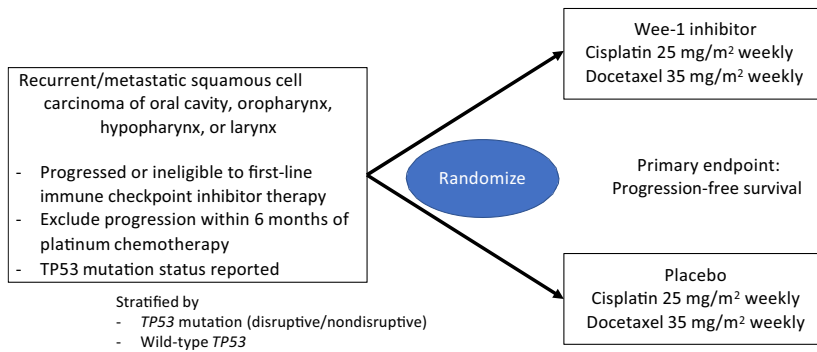 Recurrent/metastatic squamous cell
carcinoma of oral cavity, oropharynx,
hypopharynx, or larynx
- Progressed or ineligible to first-line
immune checkpoint inhibitor therapy
- Exclude progression within 6 months of
platinum chemotherapy
- TP53 mutation status reported
Stratified by
- TP53 mutation (disruptive/nondisruptive)
- Wild-type TP53
Randomize
Wee-1 inhibitor
Cisplatin 25 mg/m² weekly
Docetaxel 35 mg/m² weekly
Primary endpoint:
Progression-free survival
Placebo
Cisplatin 25 mg/m² weekly
Docetaxel 35 mg/m² weekly